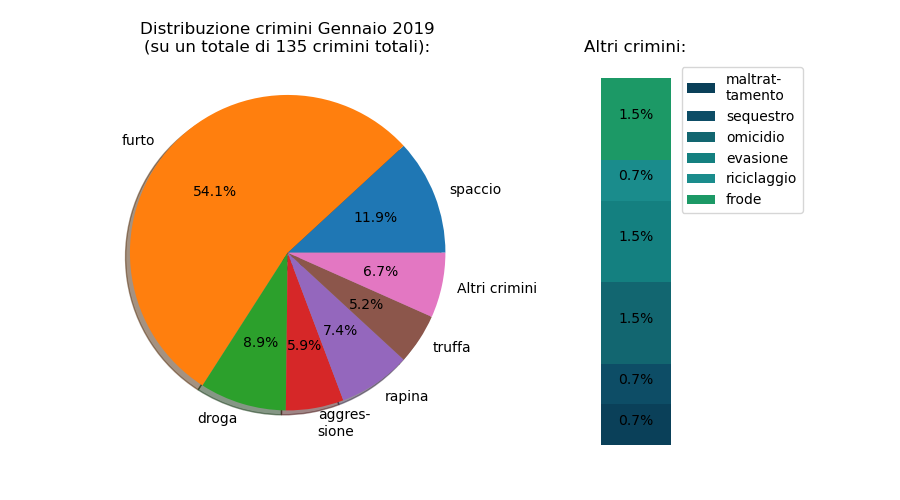 Distribuzione crimini Gennaio 2019
(su un totale di 135 crimini totali):
furto
54.1%
spaccio
11.9%
6.7%
Altri crimini
5.2%
truffa
7.4%
rapina
5.9%
aggres-
sione
8.9%
droga
Altri crimini:
1.5%
0.7%
1.5%
1.5%
0.7%
0.7%
maltrat-
tamento
sequestro
omicidio
evasione
riciclaggio
frode